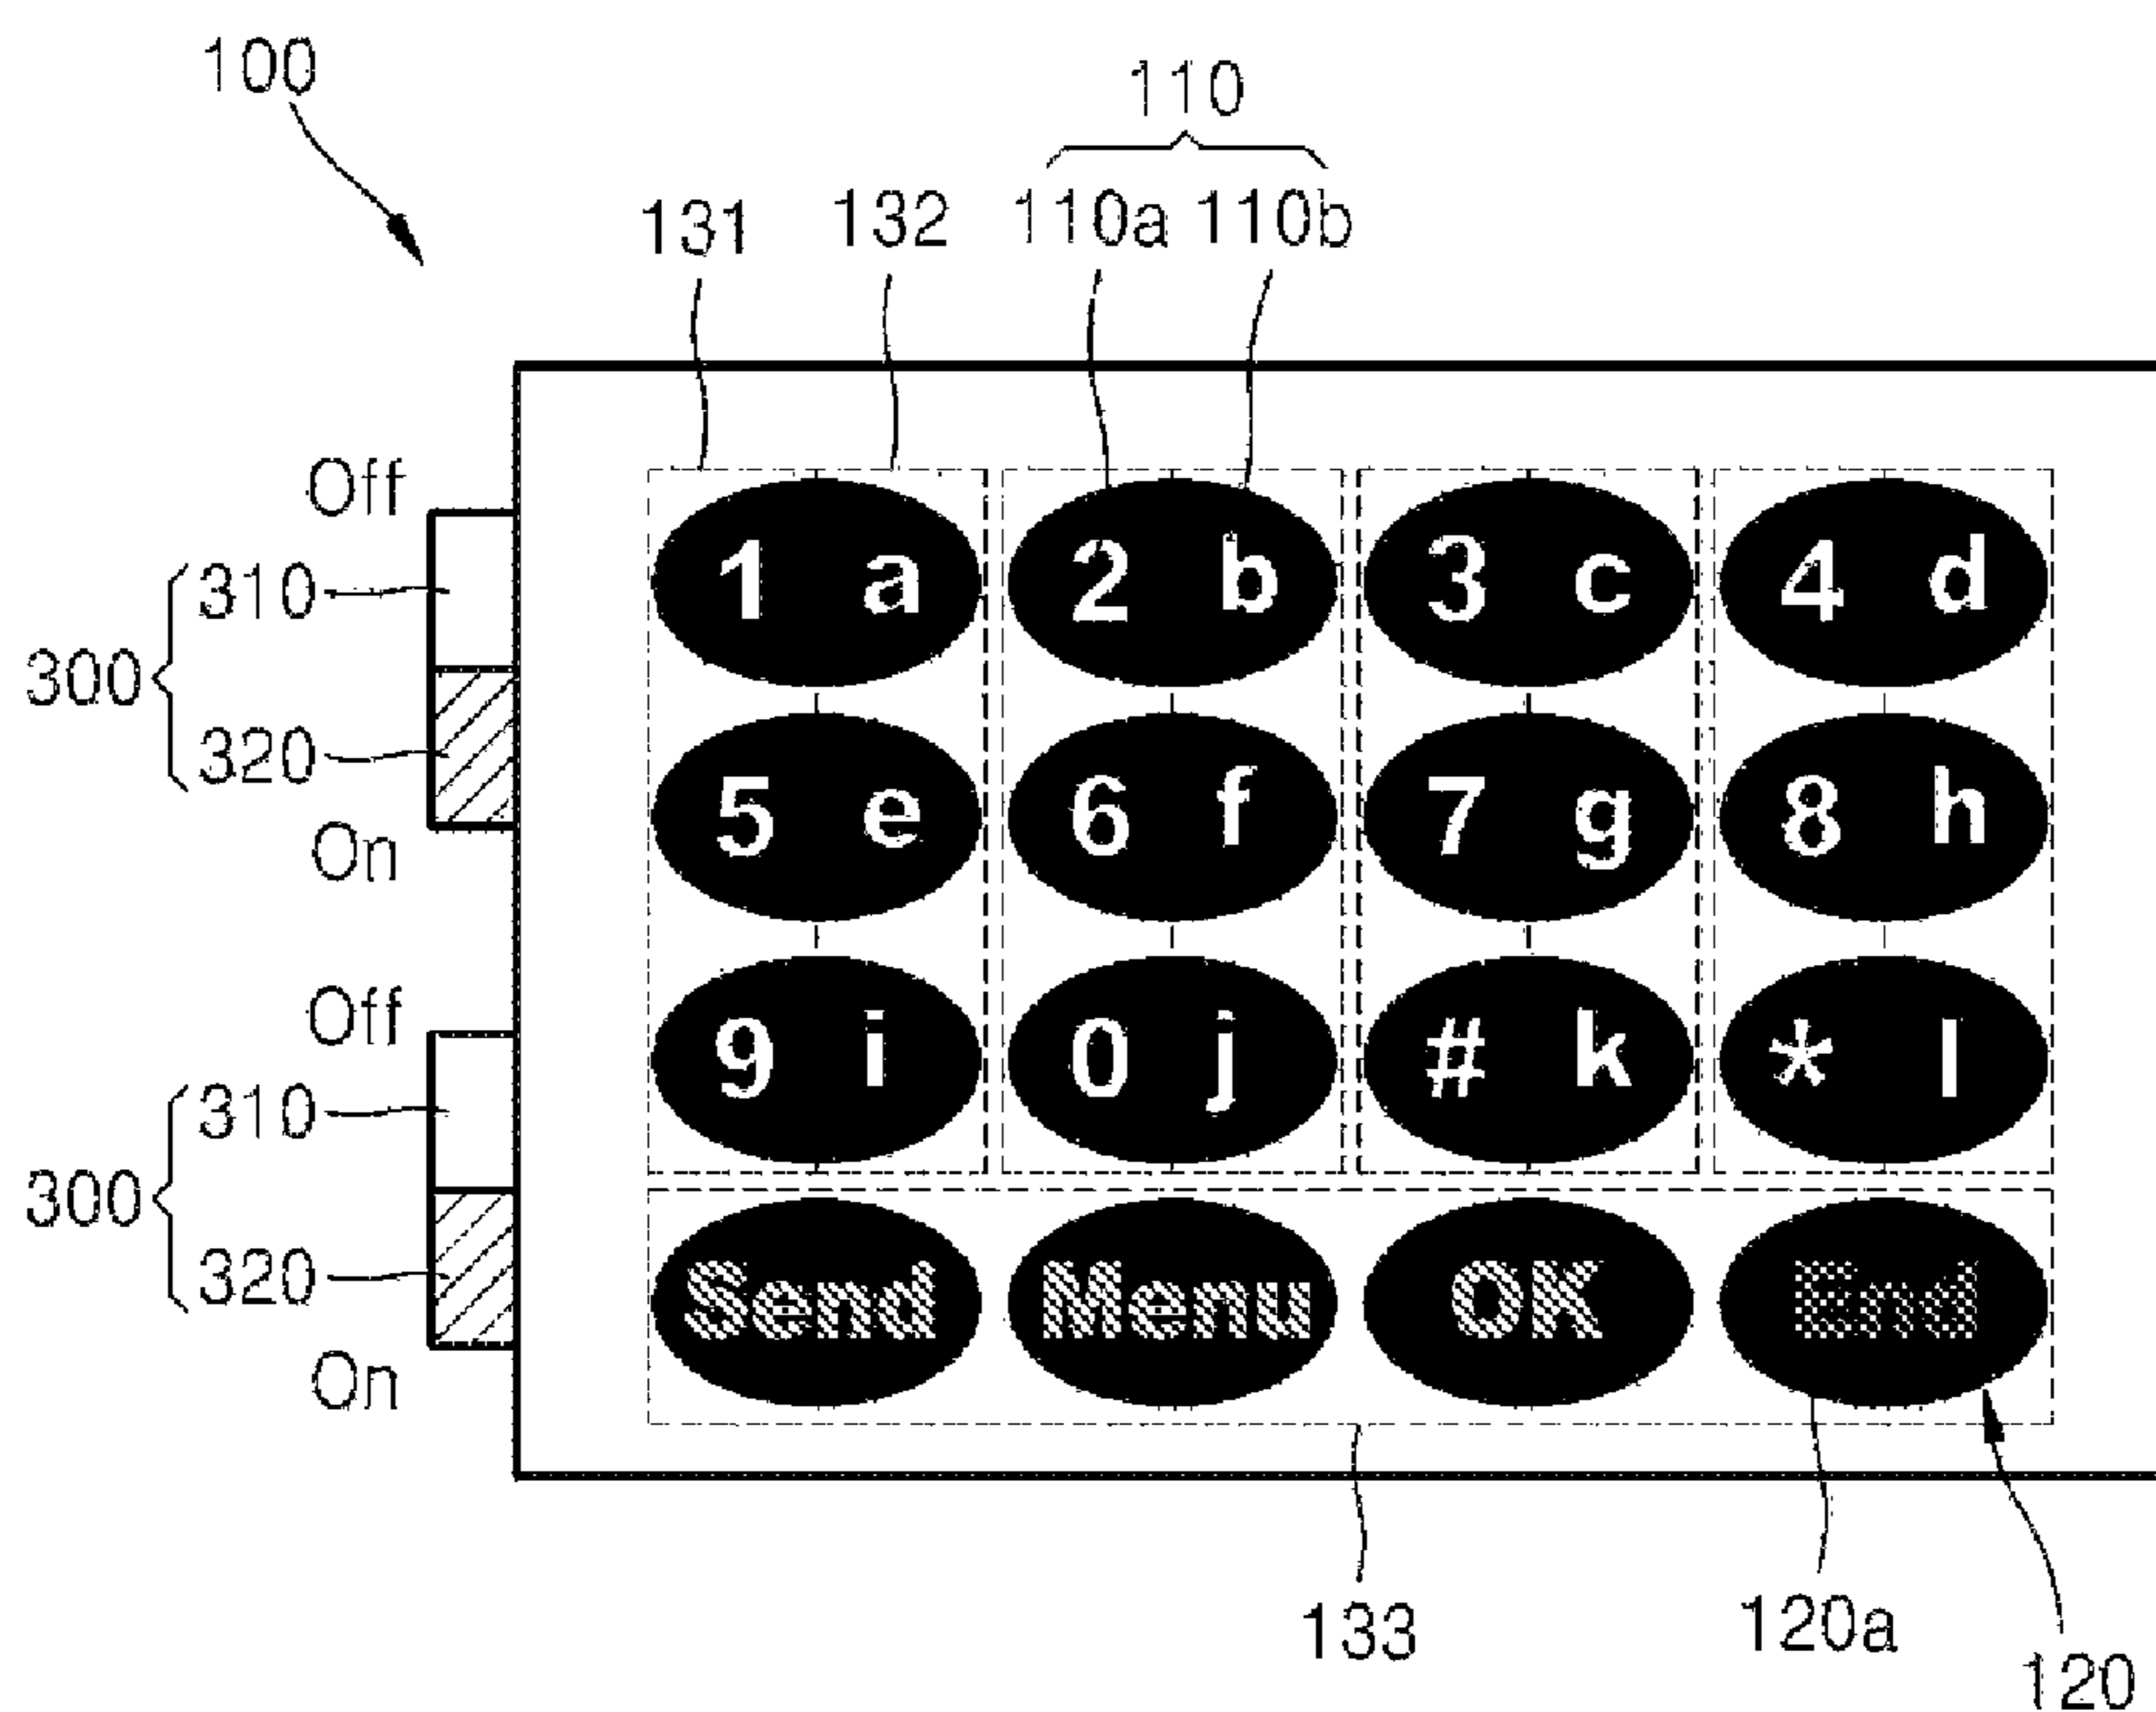 100
110
131 132 110a 110b
Off
1 a 2 b 3 c 4 d
310
300
320
5 e 6 f 7 g 8 h
On
Off
9 i 0 j # k * l
310
300
320
Send Menu OK End
On
133 120a
120